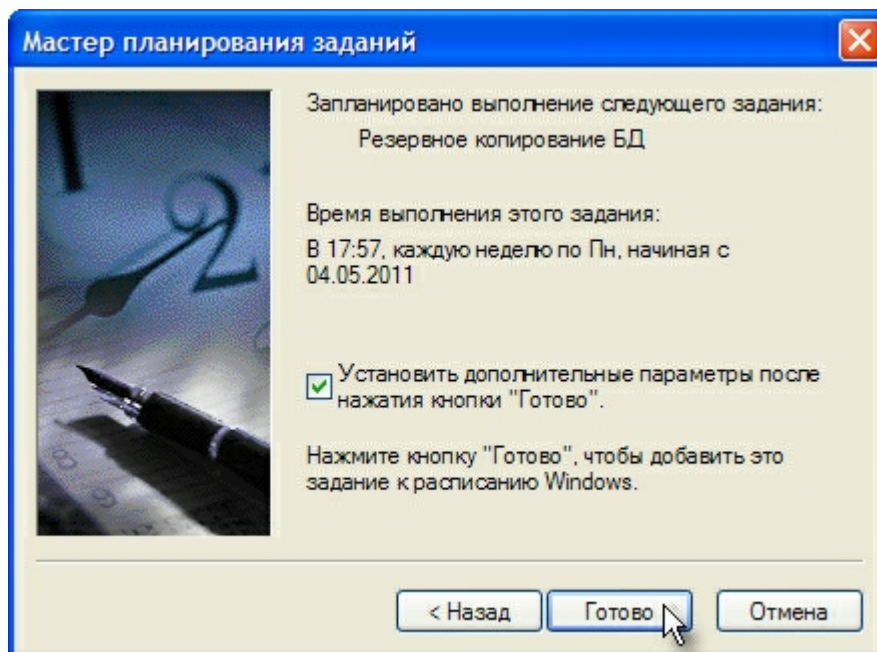 Мастер планирования заданий
Запланировано выполнение следующего задания:
Резервное копирование БД
Время выполнения этого задания:
В 17:57, каждую неделю по Пн, начиная с
04.05.2011
Установить дополнительные параметры после
нажатия кнопки "Готово".
Нажмите кнопку "Готово", чтобы добавить это
задание к расписанию Windows.
< Назад
Готово
Отмена